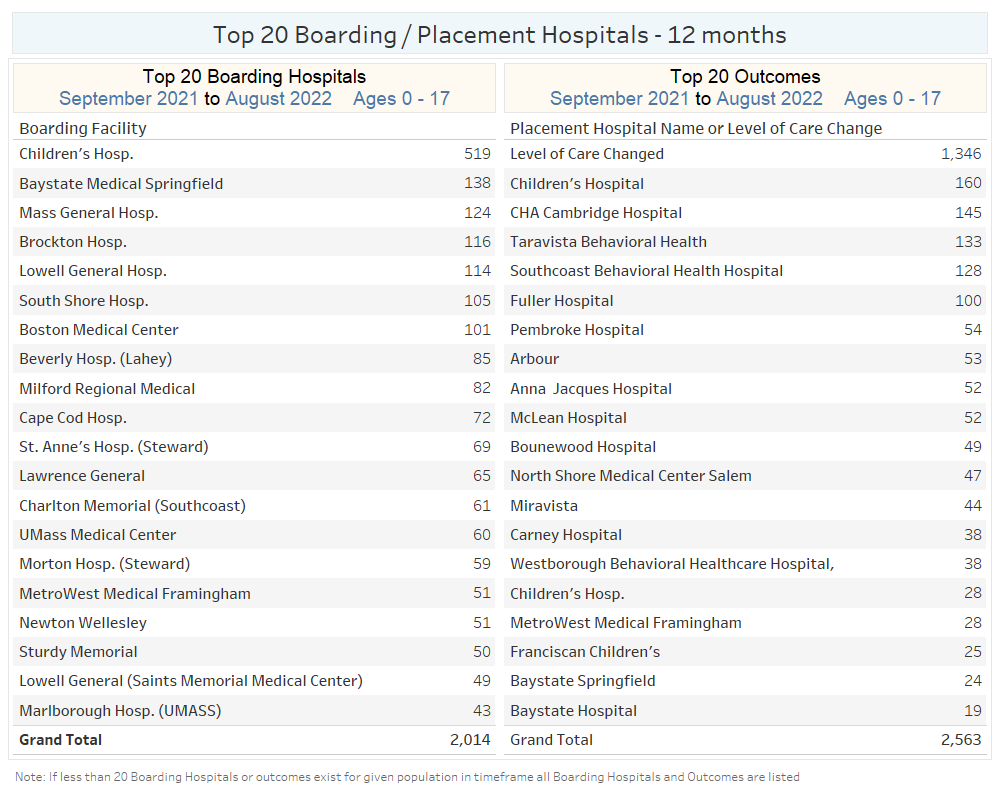 Top 20 Boarding / Placement Hospitals - 12 months
Top 20 Boarding Hospitals
September 2021 to August 2022 Ages 0 - 17
Boarding Facility
Children's Hosp. 519
Baystate Medical Springfield 138
Mass General Hosp. 124
Brockton Hosp. 116
Lowell General Hosp. 114
South Shore Hosp. 105
Boston Medical Center 101
Beverly Hosp. (Lahey) 85
Milford Regional Medical 82
Cape Cod Hosp. 72
St. Anne's Hosp. (Steward) 69
Lawrence General 65
Charlton Memorial (Southcoast) 61
UMass Medical Center 60
Morton Hosp. (Steward) 59
MetroWest Medical Framingham 51
Newton Wellesley 51
Sturdy Memorial 50
Lowell General (Saints Memorial Medical Center) 49
Marlborough Hosp. (UMASS) 43
Grand Total 2,014
Top 20 Outcomes
September 2021 to August 2022 Ages 0 - 17
Placement Hospital Name or Level of Care Change
Level of Care Changed 1,346
Children's Hospital 160
CHA Cambridge Hospital 145
Taravista Behavioral Health 133
Southcoast Behavioral Health Hospital 128
Fuller Hospital 100
Pembroke Hospital 54
Arbour 53
Anna  Jacques Hospital 52
McLean Hospital 52
Bounewood Hospital 49
North Shore Medical Center Salem 47
Miravista 44
Carney Hospital 38
Westborough Behavioral Healthcare Hospital, 38
Children's Hosp. 28
MetroWest Medical Framingham 28
Franciscan Children's 25
Baystate Springfield 24
Baystate Hospital 19
Grand Total 2,563
Note: If less than 20 Boarding Hospitals or outcomes exist for given population in timeframe all Boarding Hospitals and Outcomes are listed